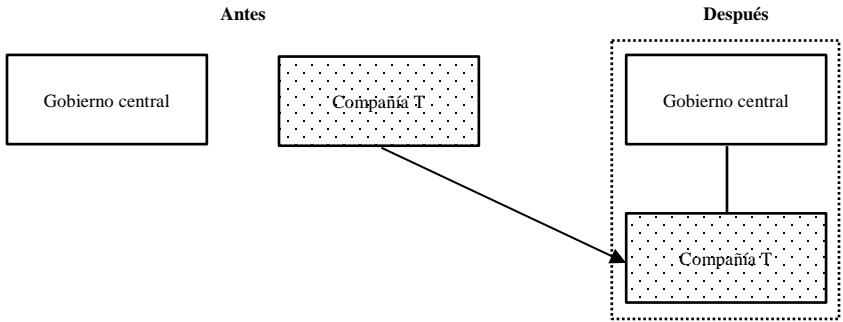 Antes
Después
Gobierno central
Compañía T
Gobierno central
Compañía T